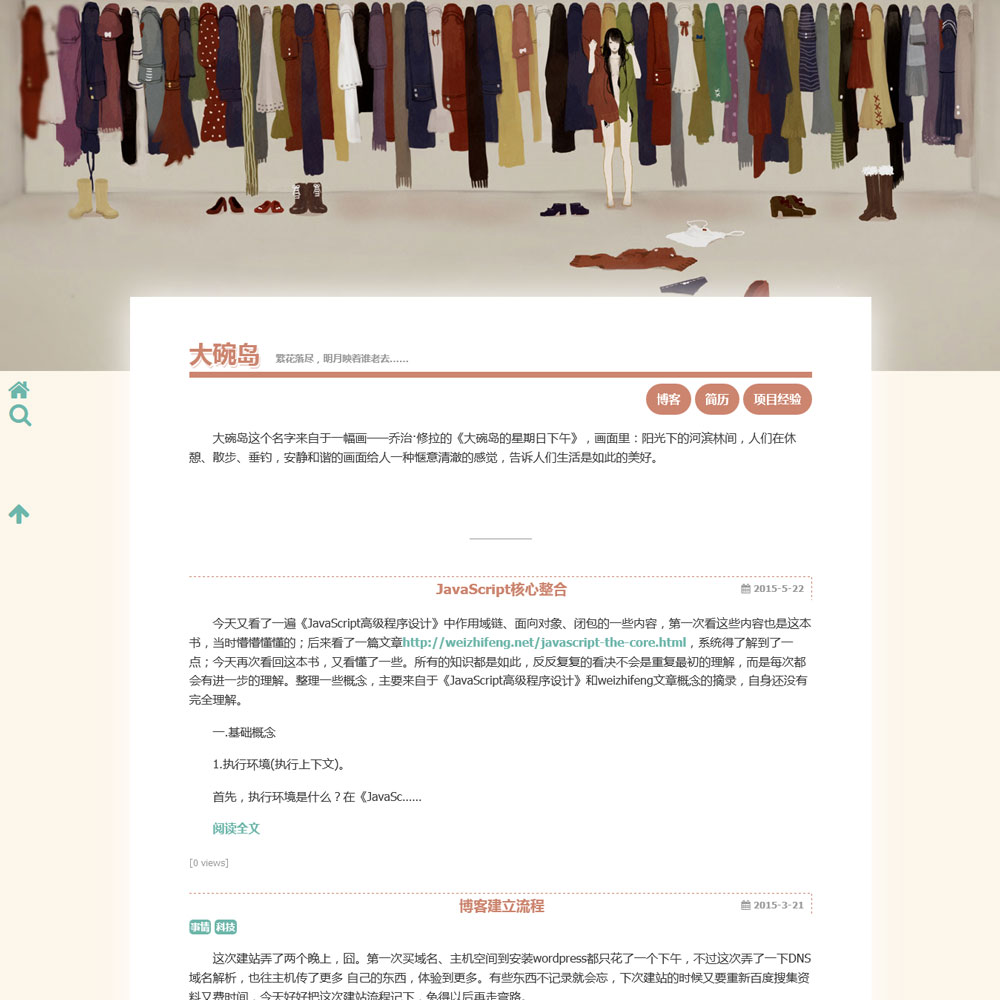 大碗岛 繁花落尽，明月映着谁老去……
博客 简历 项目经验
大碗岛这个名字来自于一幅画——乔治·修拉的《大碗岛的星期日下午》，画面里：阳光下的河滨林间，人们在休
憩、散步、垂钓，安静和谐的画面给人一种惬意清澈的感觉，告诉人们生活是如此的美好。
JavaScript核心整合 2015-5-22
今天又看了一遍《JavaScript高级程序设计》中作用域链、面向对象、闭包的一些内容，第一次看这些内容也是这本
书，当时懵懵懂懂的；后来看了一篇文章http://weizhifeng.net/javascript-the-core.html，系统得了解到了一
点；今天再次看回这本书，又看懂了一些。所有的知识都是如此，反反复复的看决不会是重复最初的理解，而是每次都
会有进一步的理解。整理一些概念，主要来自于《JavaScript高级程序设计》和weizhifeng文章概念的摘录，自身还没有
完全理解。
一.基础概念
1.执行环境(执行上下文)。
首先，执行环境是什么？在《JavaSc……
阅读全文
[0 views]
博客建立流程 2015-3-21
事情 科技
这次建站弄了两个晚上，囧。第一次买域名、主机空间到安装wordpress都只花了一个下午，不过这次弄了一下DNS
域名解析，也往主机传了更多 自己的东西，体验到更多。有些东西不记录就会忘，下次建站的时候又要重新百度搜集资
料又费时间，今天好好把这次建站流程记下，免得以后再走弯路。